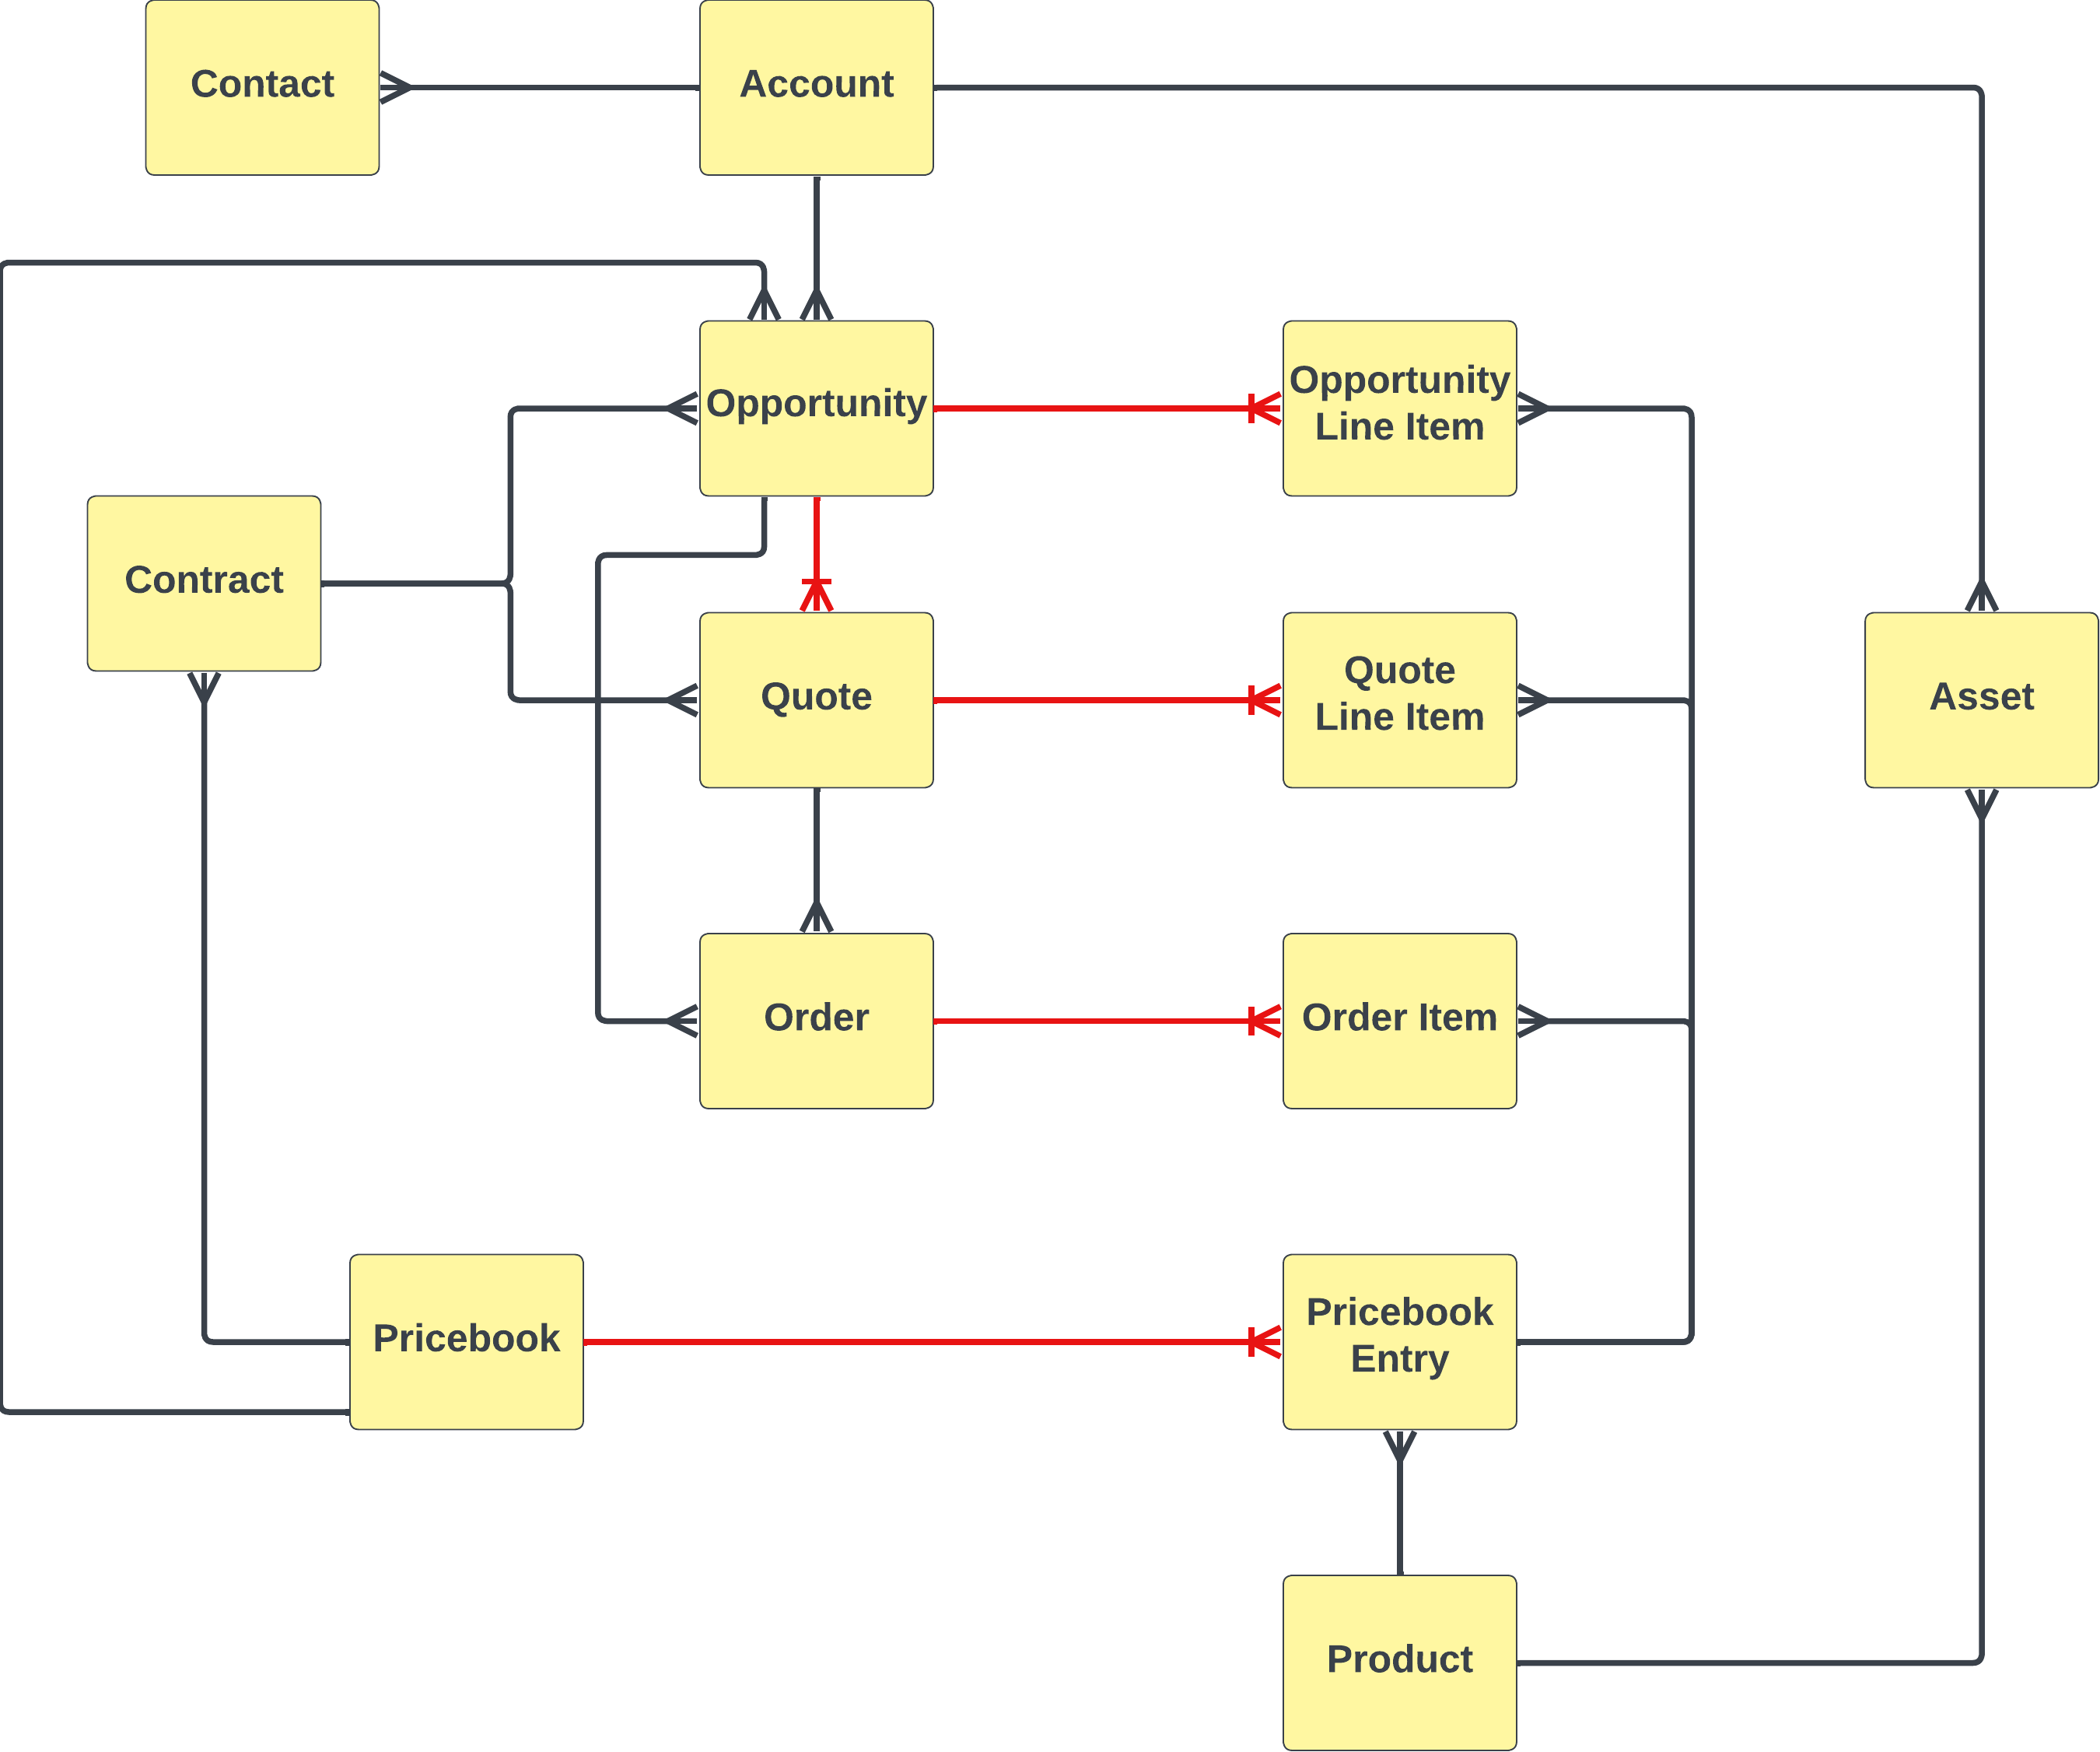 Contact
Account
Opportunity
Opportunity
Line Item
Contract
Quote
Quote
Line Item
Asset
Order
Order Item
Pricebook
Pricebook
Entry
Product